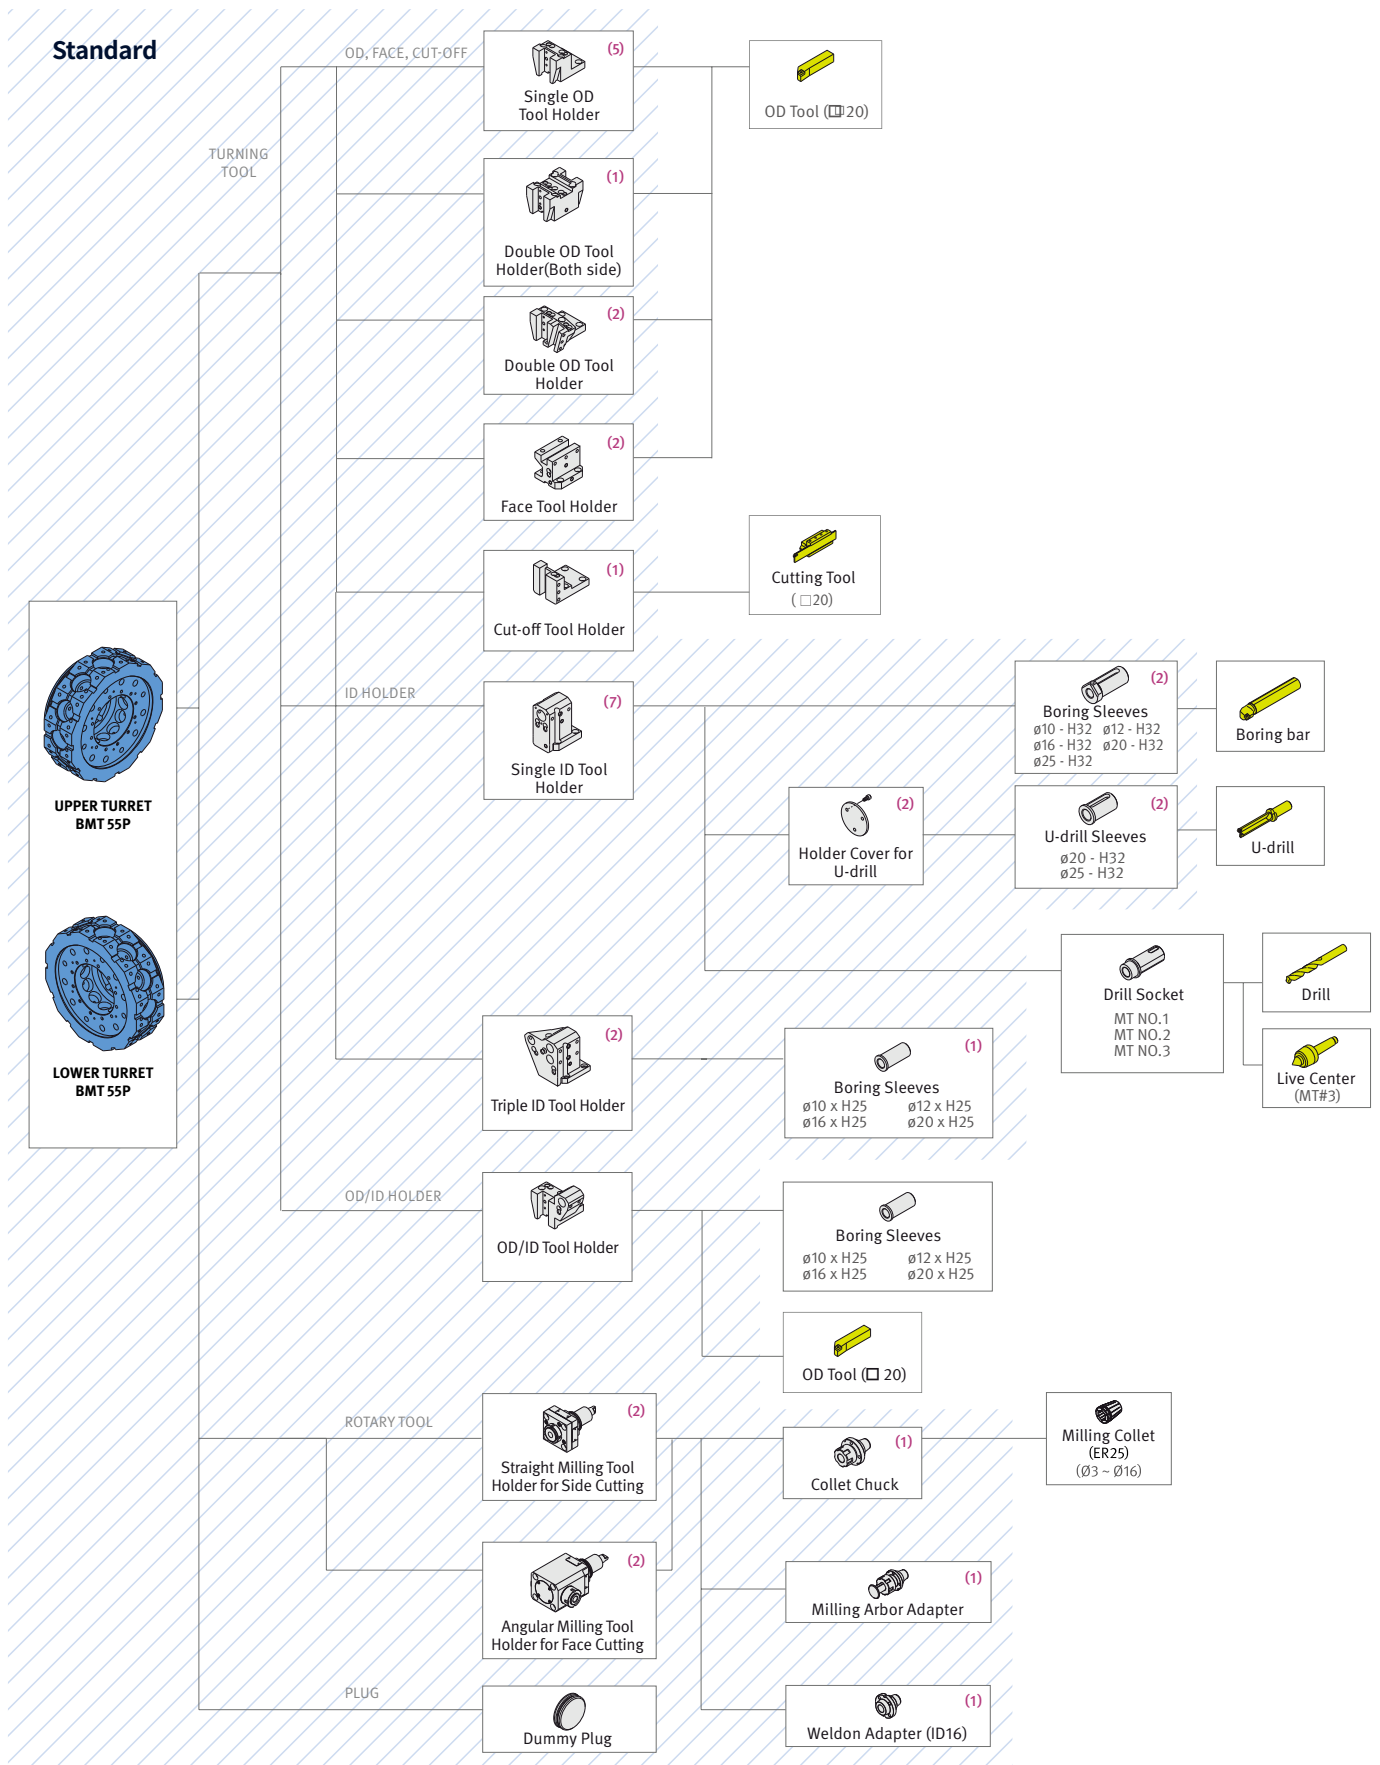 Standard
OD, FACE, CUT-OFF
(5)
Single OD
Tool Holder
OD Tool (□ 20)
TURNING
TOOL
(1)
Double OD Tool
Holder(Both side)
(2)
Double OD Tool
Holder
(2)
Face Tool Holder
(1)
Cut-off Tool Holder
Cutting Tool
( □20)
UPPER TURRET
BMT 55P
LOWER TURRET
BMT 55P
ID HOLDER
(7)
Single ID Tool
Holder
(2)
Boring Sleeves
ø10 - H32 ø12 - H32
ø16 - H32 ø20 - H32
ø25 - H32
Boring bar
(2)
Holder Cover for
U-drill
(2)
U-drill Sleeves
ø20 - H32
ø25 - H32
U-drill
Drill Socket
MT NO.1
MT NO.2
MT NO.3
Drill
Live Center
(MT#3)
(2)
Triple ID Tool Holder
(1)
Boring Sleeves
ø10 x H25 ø12 x H25
ø16 x H25 ø20 x H25
OD/ID HOLDER
OD/ID Tool Holder
Boring Sleeves
ø10 x H25 ø12 x H25
ø16 x H25 ø20 x H25
OD Tool (□ 20)
ROTARY TOOL
(2)
Straight Milling Tool
Holder for Side Cutting
(1)
Collet Chuck
Milling Collet
(ER25)
(Ø3 ~ Ø16)
(2)
Angular Milling Tool
Holder for Face Cutting
(1)
Milling Arbor Adapter
PLUG
Dummy Plug
(1)
Weldon Adapter (ID16)